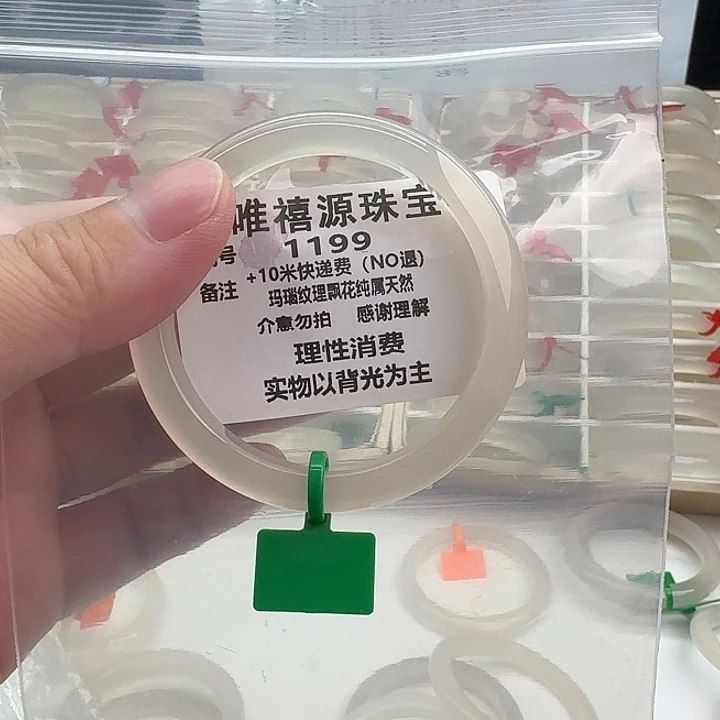 唯禧源珠宝
号 1199
+10米快递费（NO退)
备注 玛瑙纹理飘花纯属天然
介意勿拍 感谢理解
理性消费
实物以背光为主